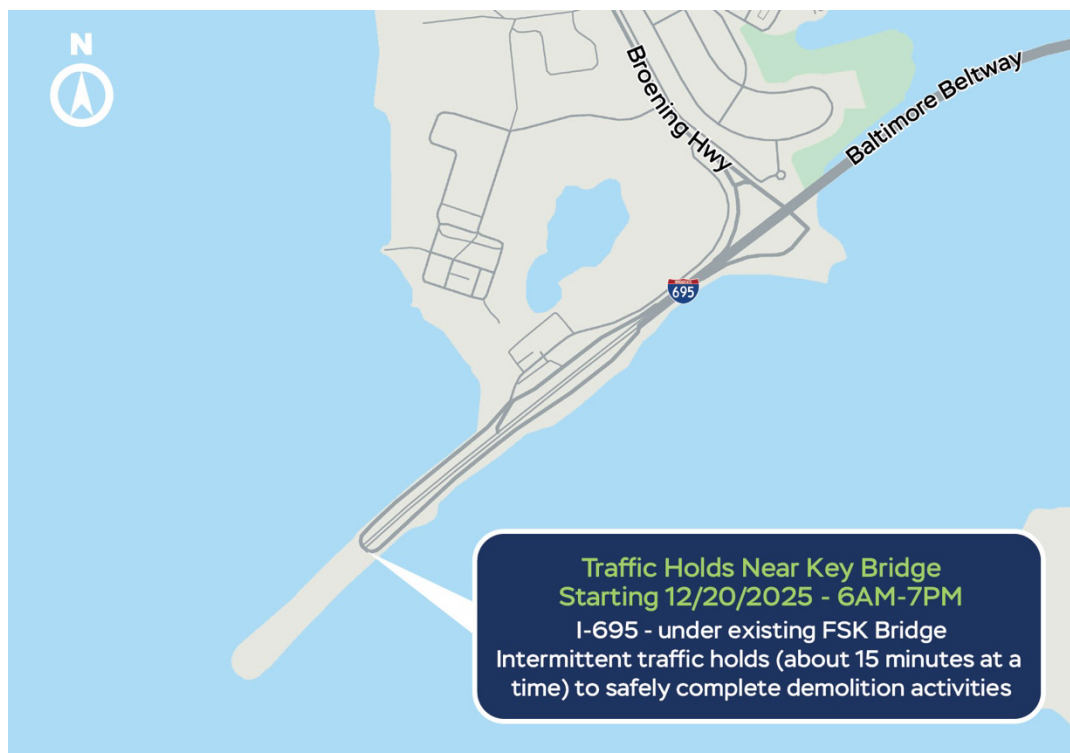 N
Broening Hwy
Baltimore Beltway
INTERSTATE
695
Traffic Holds Near Key Bridge
Starting 12/20/2025 - 6AM-7PM
I-695 - under existing FSK Bridge
Intermittent traffic holds (about 15 minutes at a
time) to safely complete demolition activities